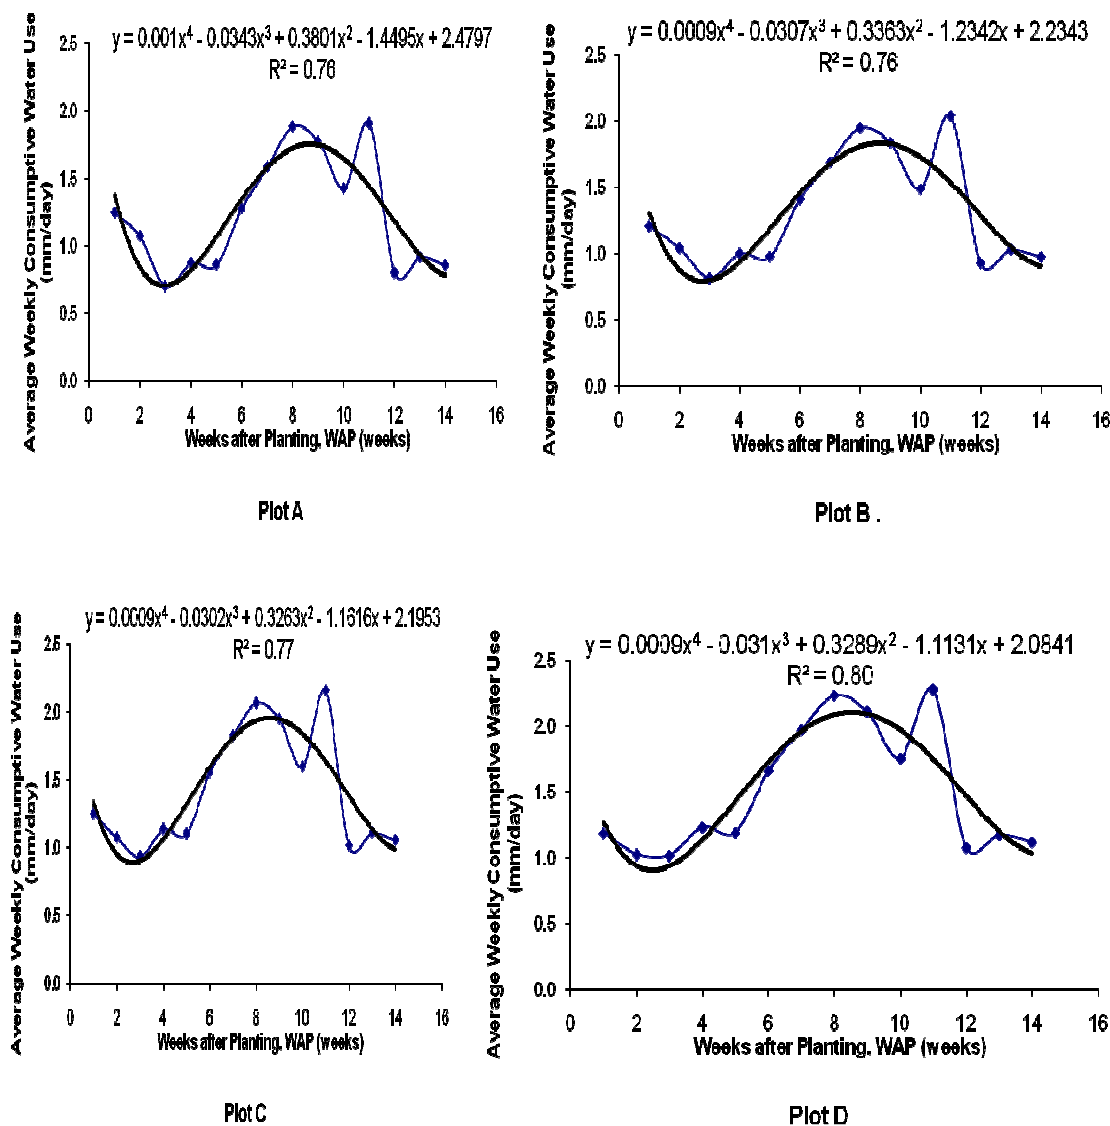 y = 0.001x⁴ - 0.0343x³ + 0.3801x² - 1.4495x + 2.4797
R² = 0.76
Average Weekly Consumptive Water Use
(mm/day)
2.5
2.0
1.5
1.0
0.5
0.0
0 2 4 6 8 10 12 14 16
Weeks after Planting, WAP (weeks)
Plot A
y = 0.0009x⁴ - 0.0307x³ + 0.3363x² - 1.2342x + 2.2343
R² = 0.76
Average Weekly Consumptive Water Use
(mm/day)
2.5
2.0
1.5
1.0
0.5
0.0
0 2 4 6 8 10 12 14 16
Weeks after Planting, WAP (weeks)
Plot B .
y = 0.0009x⁴ - 0.0302x³ + 0.3263x² - 1.1616x + 2.1953
R² = 0.77
Average Weekly Consumptive Water Use
(mm/day)
2.5
2.0
1.5
1.0
0.5
0.0
0 2 4 6 8 10 12 14 16
Weeks after Planting, WAP (weeks)
Plot C
y = 0.0009x⁴ - 0.031x³ + 0.3289x² - 1.1131x + 2.0841
R² = 0.80
Average Weekly Consumptive Water Use
(mm/day)
2.5
2.0
1.5
1.0
0.5
0.0
0 2 4 6 8 10 12 14 16
Weeks after Planting, WAP (weeks)
Plot D